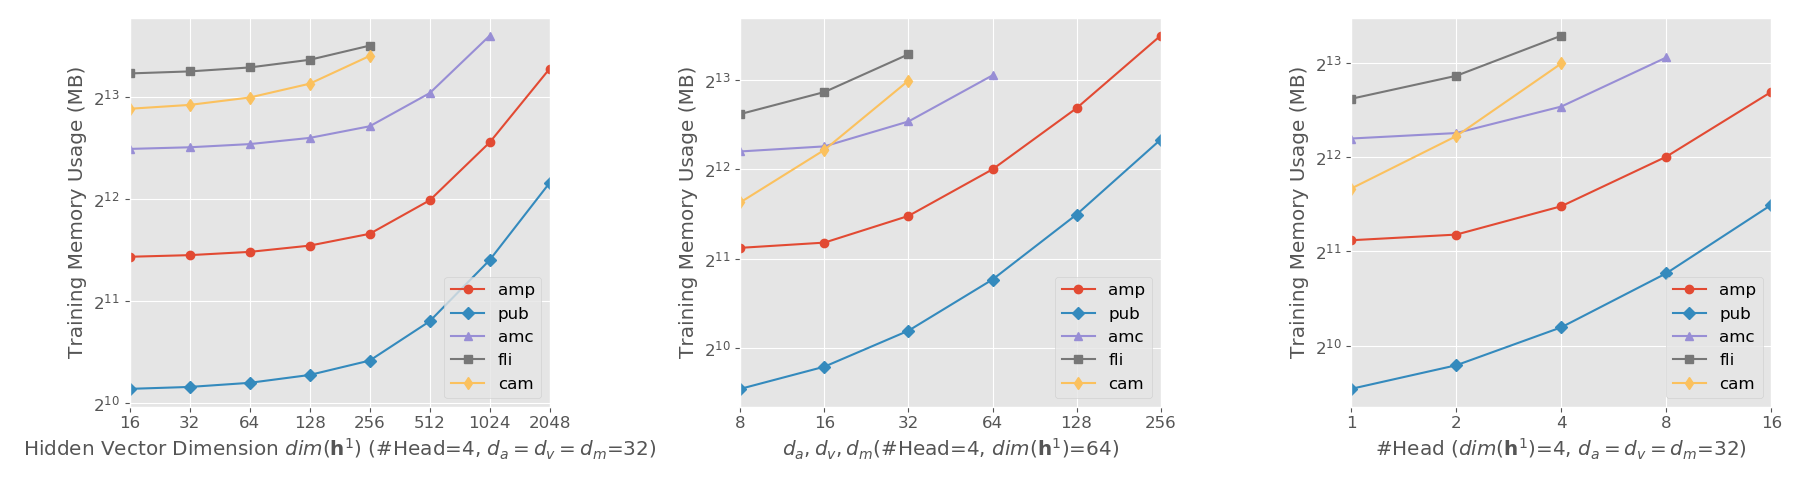 Training Memory Usage (MB)
2^13
2^12
2^11
2^10
16 32 64 128 256 512 1024 2048
Hidden Vector Dimension dim(h^1) (#Head=4, d_a = d_v = d_m=32)
amp
pub
amc
fli
cam
Training Memory Usage (MB)
2^13
2^12
2^11
2^10
8 16 32 64 128 256
d_a, d_v, d_m(#Head=4, dim(h^1)=64)
amp
pub
amc
fli
cam
Training Memory Usage (MB)
2^13
2^12
2^11
2^10
1 2 4 8 16
#Head (dim(h^1)=4, d_a = d_v = d_m=32)
amp
pub
amc
fli
cam